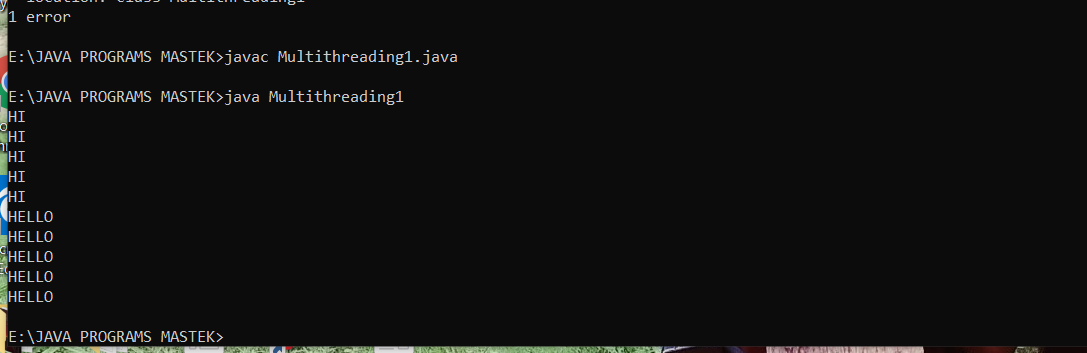 location: class Multithreading1
1 error
E:\JAVA PROGRAMS MASTEK>javac Multithreading1.java
E:\JAVA PROGRAMS MASTEK>java Multithreading1
HI
HI
HI
HI
HI
HELLO
HELLO
HELLO
HELLO
HELLO
E:\JAVA PROGRAMS MASTEK>